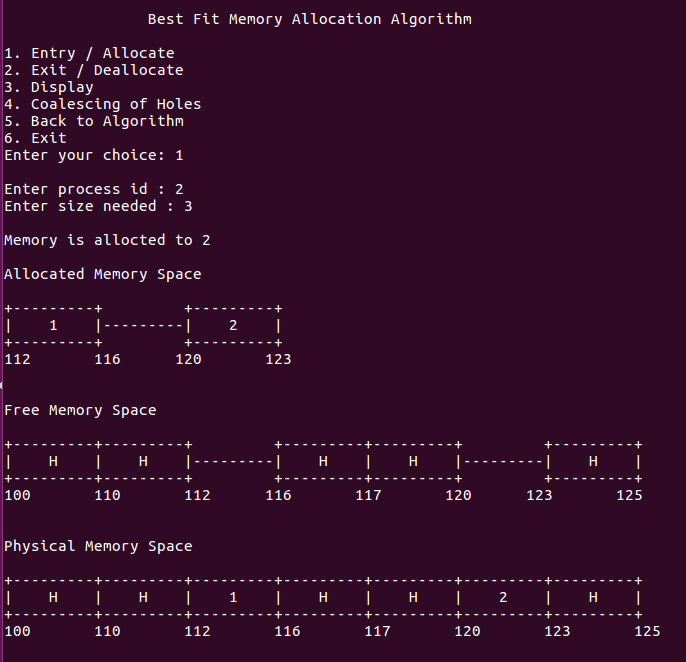 Best Fit Memory Allocation Algorithm

1. Entry / Allocate
2. Exit / Deallocate
3. Display
4. Coalescing of Holes
5. Back to Algorithm
6. Exit
Enter your choice: 1

Enter process id : 2
Enter size needed : 3

Memory is allocted to 2

Allocated Memory Space

+---------+         +---------+
|    1    |---------|    2    |
+---------+         +---------+
112       116      120       123


Free Memory Space

+---------+---------+         +---------+---------+         +---------+
|    H    |    H    |---------|    H    |    H    |---------|    H    |
+---------+---------+         +---------+---------+         +---------+
100       110       112      116       117       120      123       125


Physical Memory Space

+---------+---------+---------+---------+---------+---------+---------+
|    H    |    H    |    1    |    H    |    H    |    2    |    H    |
+---------+---------+---------+---------+---------+---------+---------+
100       110       112       116       117       120       123       125